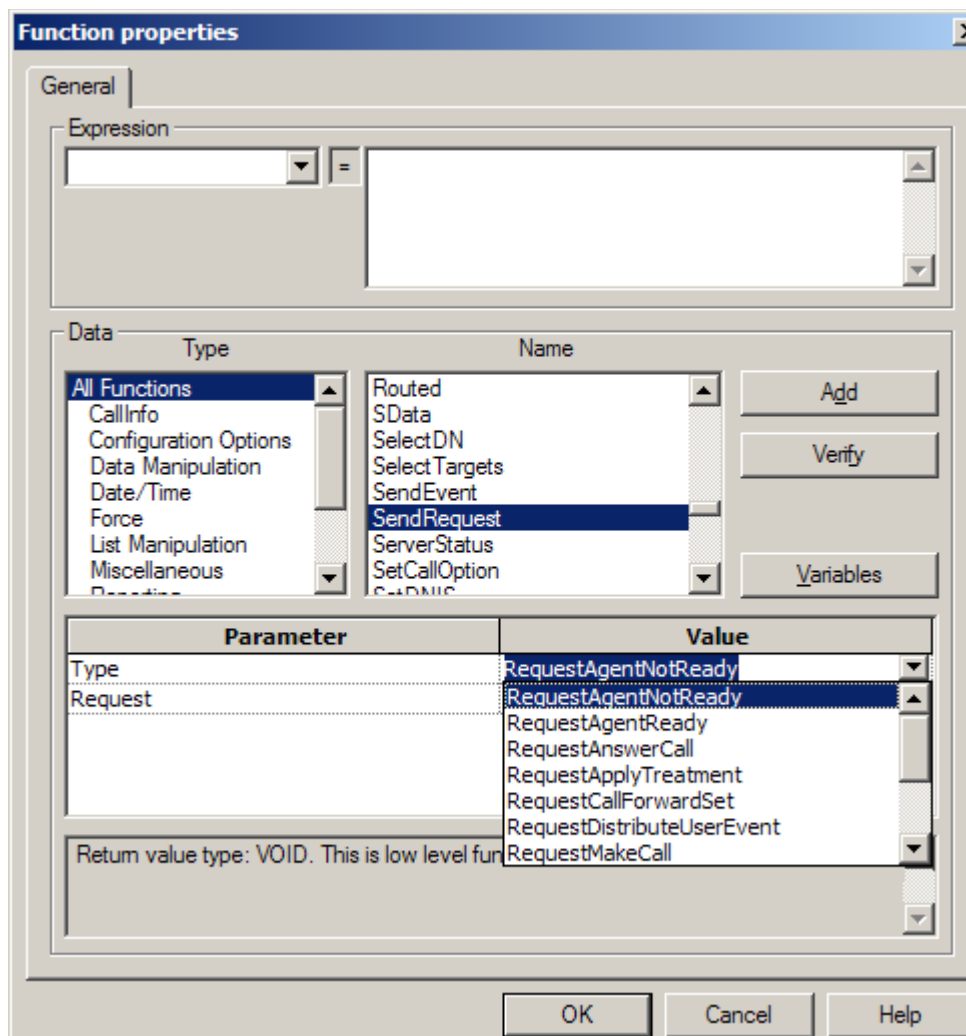 Function properties
General
Expression
=
Data
Type
Name
All Functions
CallInfo
Configuration Options
Data Manipulation
Date/Time
Force
List Manipulation
Miscellaneous
Reporting
Routed
SData
SelectDN
SelectTargets
SendEvent
SendRequest
ServerStatus
SetCallOption
SetDNIS
Add
Verify
Variables
Parameter Value
Type RequestAgentNotReady
Request RequestAgentNotReady
RequestAgentReady
RequestAnswerCall
RequestApplyTreatment
RequestCallForwardSet
RequestDistributeUserEvent
RequestMakeCall
Return value type: VOID. This is low level fun
OK Cancel Help